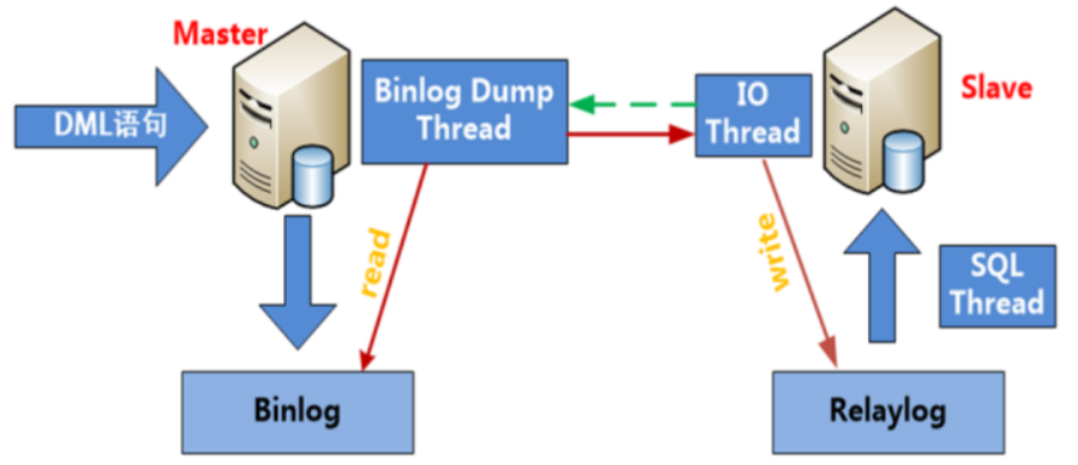 Master
Slave
DML语句
Binlog Dump
Thread
IO
Thread
read
write
SQL
Thread
Binlog
Relaylog